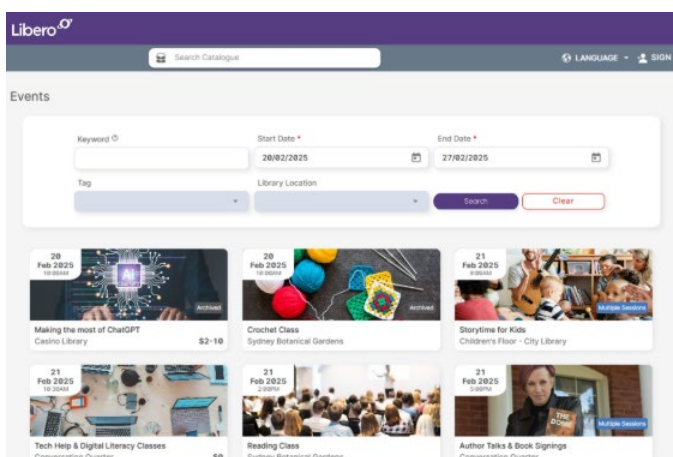 Libero
Search Catalogue
LANGUAGE
SIGN
Events
Keyword
Start Date *
End Date *
20/02/2025
27/02/2025
Tag
Library Location
Search
Clear
20
Feb 2025
10:00AM
Ai
Archived
Making the most of ChatGPT
Casino Library
$2-10
20
Feb 2025
10:00AM
Archived
Crochet Class
Sydney Botanical Gardens
21
Feb 2025
9:00AM
Multiple Sessions
Storytime for Kids
Children's Floor - City Library
21
Feb 2025
10:30AM
Tech Help & Digital Literacy Classes
$0
21
Feb 2025
2:00PM
Reading Class
Sydney Botanical Gardens
21
Feb 2025
3:00PM
THE
DOME
Multiple Sessions
Author Talks & Book Signings